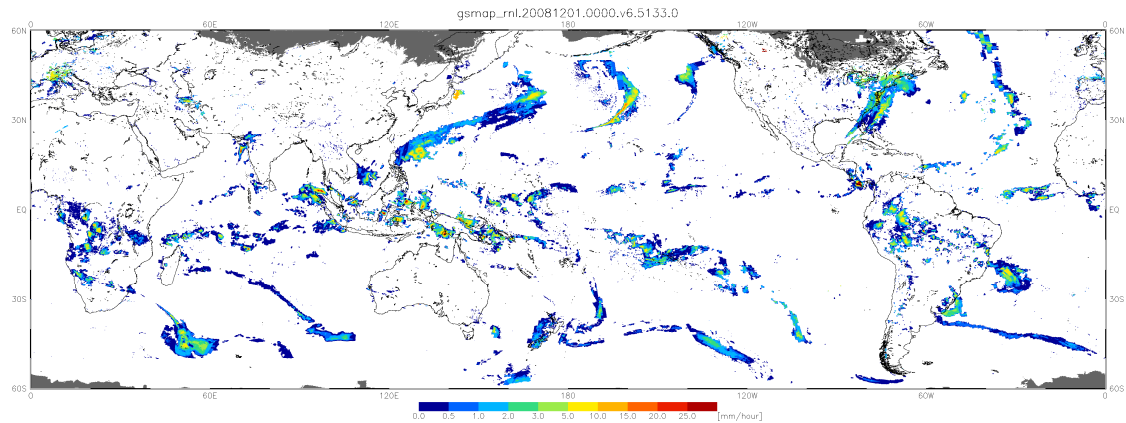 gsmap_rnl.20081201.0000.v6.5133.0
0 60E 120E 180 120W 60W 0
60N 60N
30N 30N
EQ EQ
30S 30S
60S 60S
0 60E 120E 180 120W 60W 0
0.0 0.5 1.0 2.0 3.0 5.0 10.0 15.0 20.0 25.0 [mm/hour]